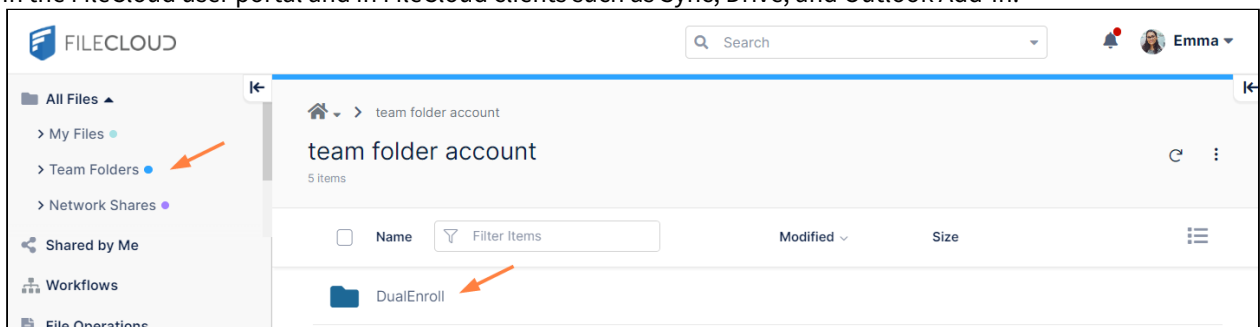 in the FileCloud user portal and in FileCloud clients such as Sync, Drive, and Outlook Add-in.
FILECLOUD
Search
Emma
All Files
My Files
Team Folders
Network Shares
Shared by Me
Workflows
File Operations
team folder account
team folder account
5 items
Name
Filter Items
Modified
Size
DualEnroll